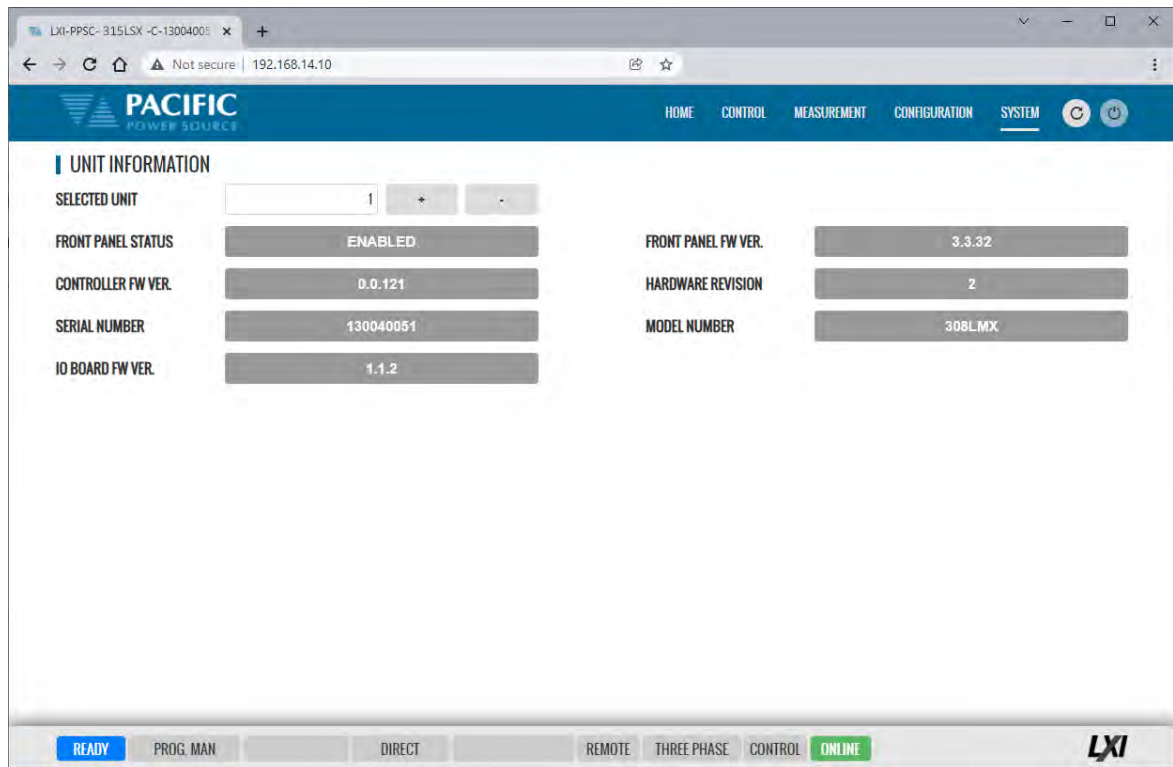 LXI-PPSC- 315LSX -C-13004005
Not secure | 192.168.14.10
PACIFIC
POWER SOURCE
HOME CONTROL MEASUREMENT CONFIGURATION SYSTEM
UNIT INFORMATION
SELECTED UNIT 1 + -
FRONT PANEL STATUS ENABLED FRONT PANEL FW VER. 3.3.32
CONTROLLER FW VER. 0.0.121 HARDWARE REVISION 2
SERIAL NUMBER 130040051 MODEL NUMBER 308LMX
IO BOARD FW VER. 1.1.2
READY PROG. MAN DIRECT REMOTE THREE PHASE CONTROL ONLINE LXI